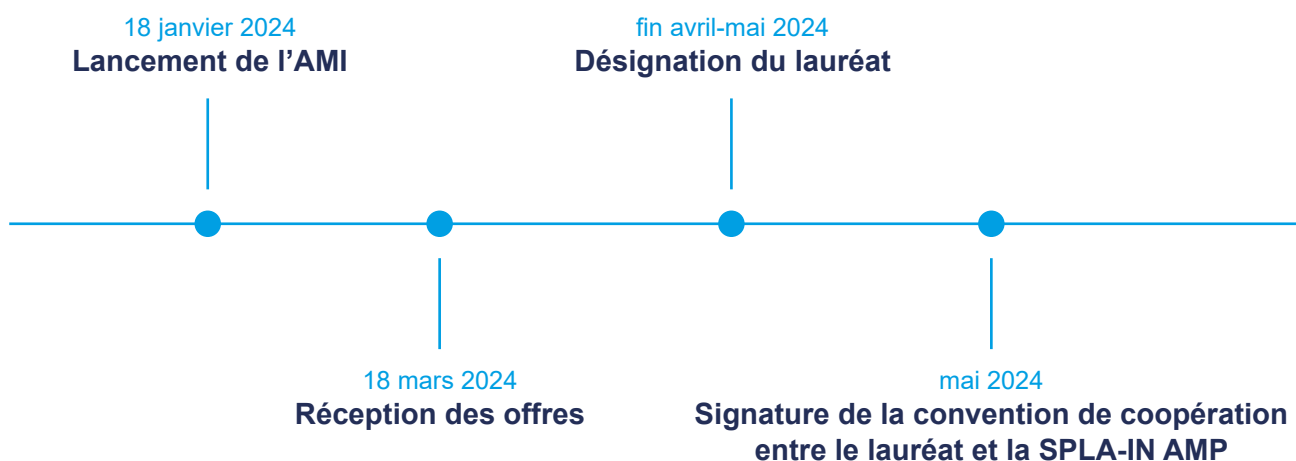 18 janvier 2024
Lancement de l’AMI
fin avril-mai 2024
Désignation du lauréat
18 mars 2024
Réception des offres
mai 2024
Signature de la convention de coopération
entre le lauréat et la SPLA-IN AMP